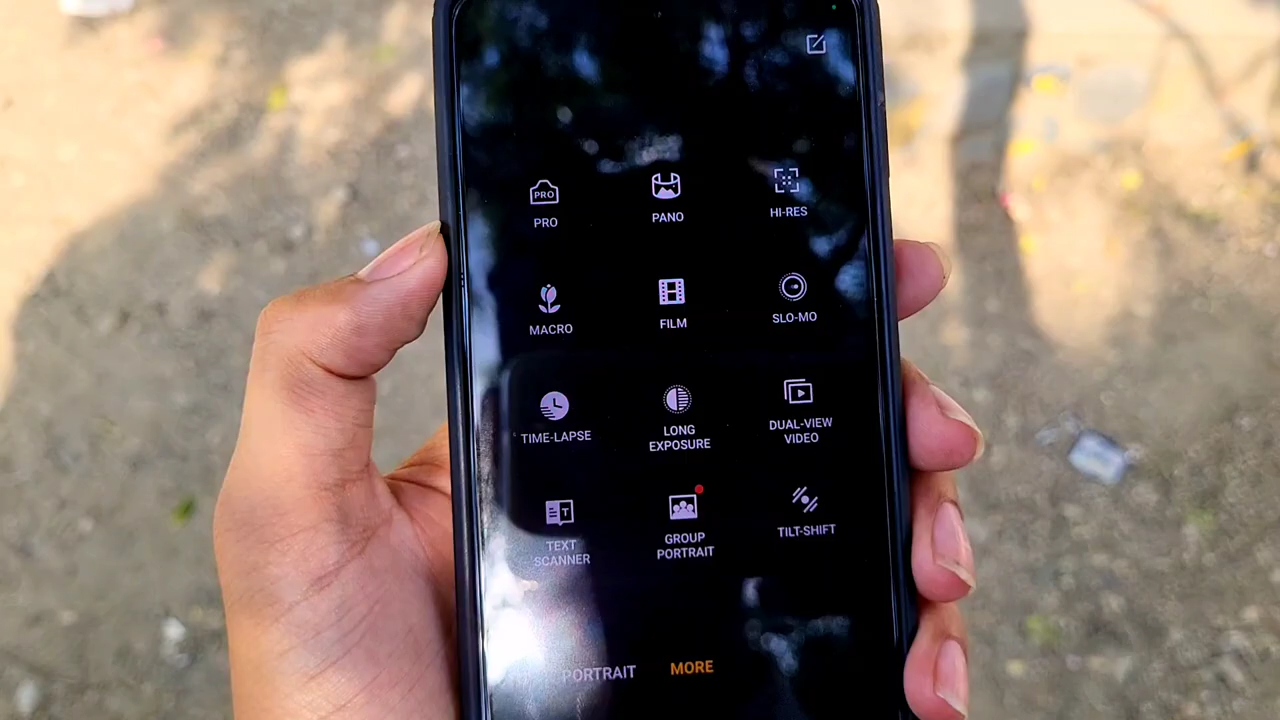 PRO
PRO
PANO
HI-RES
MACRO
FILM
SLO-MO
TIME-LAPSE
LONG
EXPOSURE
DUAL-VIEW
VIDEO
T
TEXT
SCANNER
GROUP
PORTRAIT
TILT-SHIFT
PORTRAIT
MORE